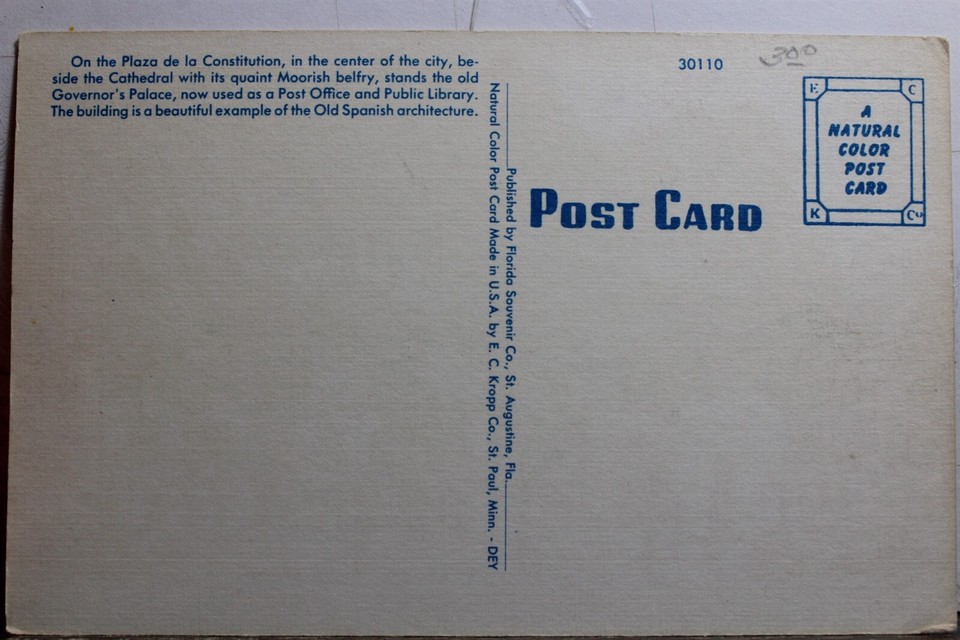 On the Plaza de la Constitution, in the center of the city, be-
side the Cathedral with its quaint Moorish belfry, stands the old
Governor's Palace, now used as a Post Office and Public Library.
The building is a beautiful example of the Old Spanish architecture.
Published by Florida Souvenir Co., St. Augustine, Fla.
Natural Color Post Card Made in U.S.A. by E. C. Kropp Co., St. Paul, Minn. - DEY
30110
300
POST CARD
E C
A
NATURAL
COLOR
POST
CARD
K Co